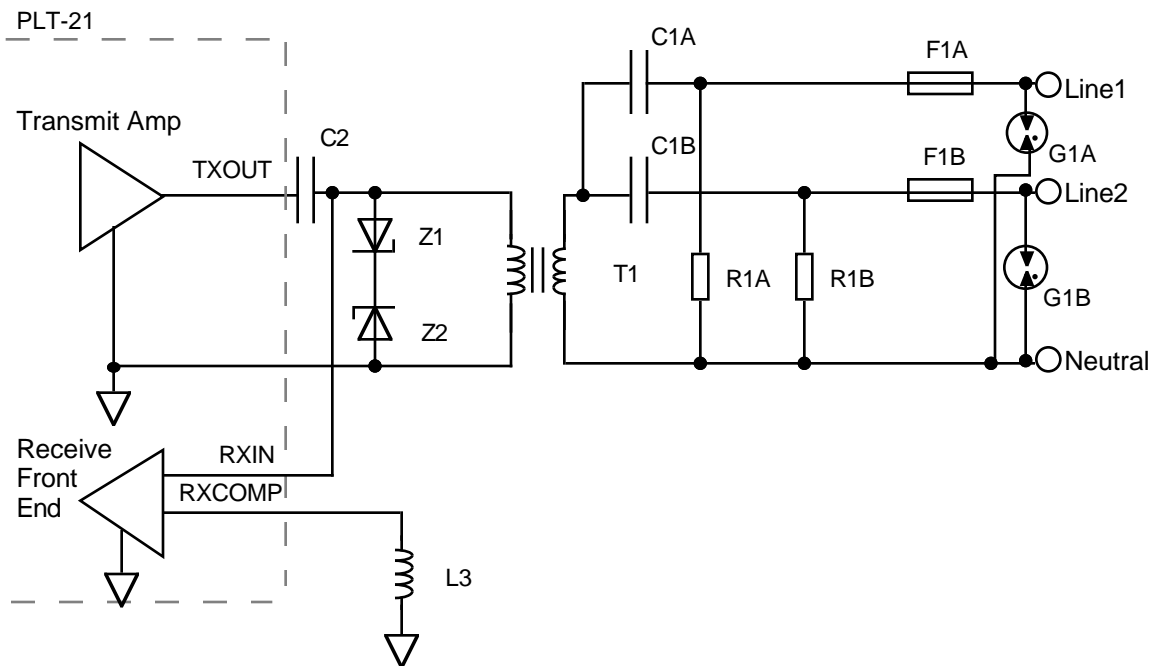 PLT-21
C1A
F1A
Line1
Transmit Amp
C2
C1B
G1A
TXOUT
F1B
Line2
Z1
T1
R1A
R1B
G1B
Z2
Neutral
Receive
Front
End
RXIN
RXCOMP
L3